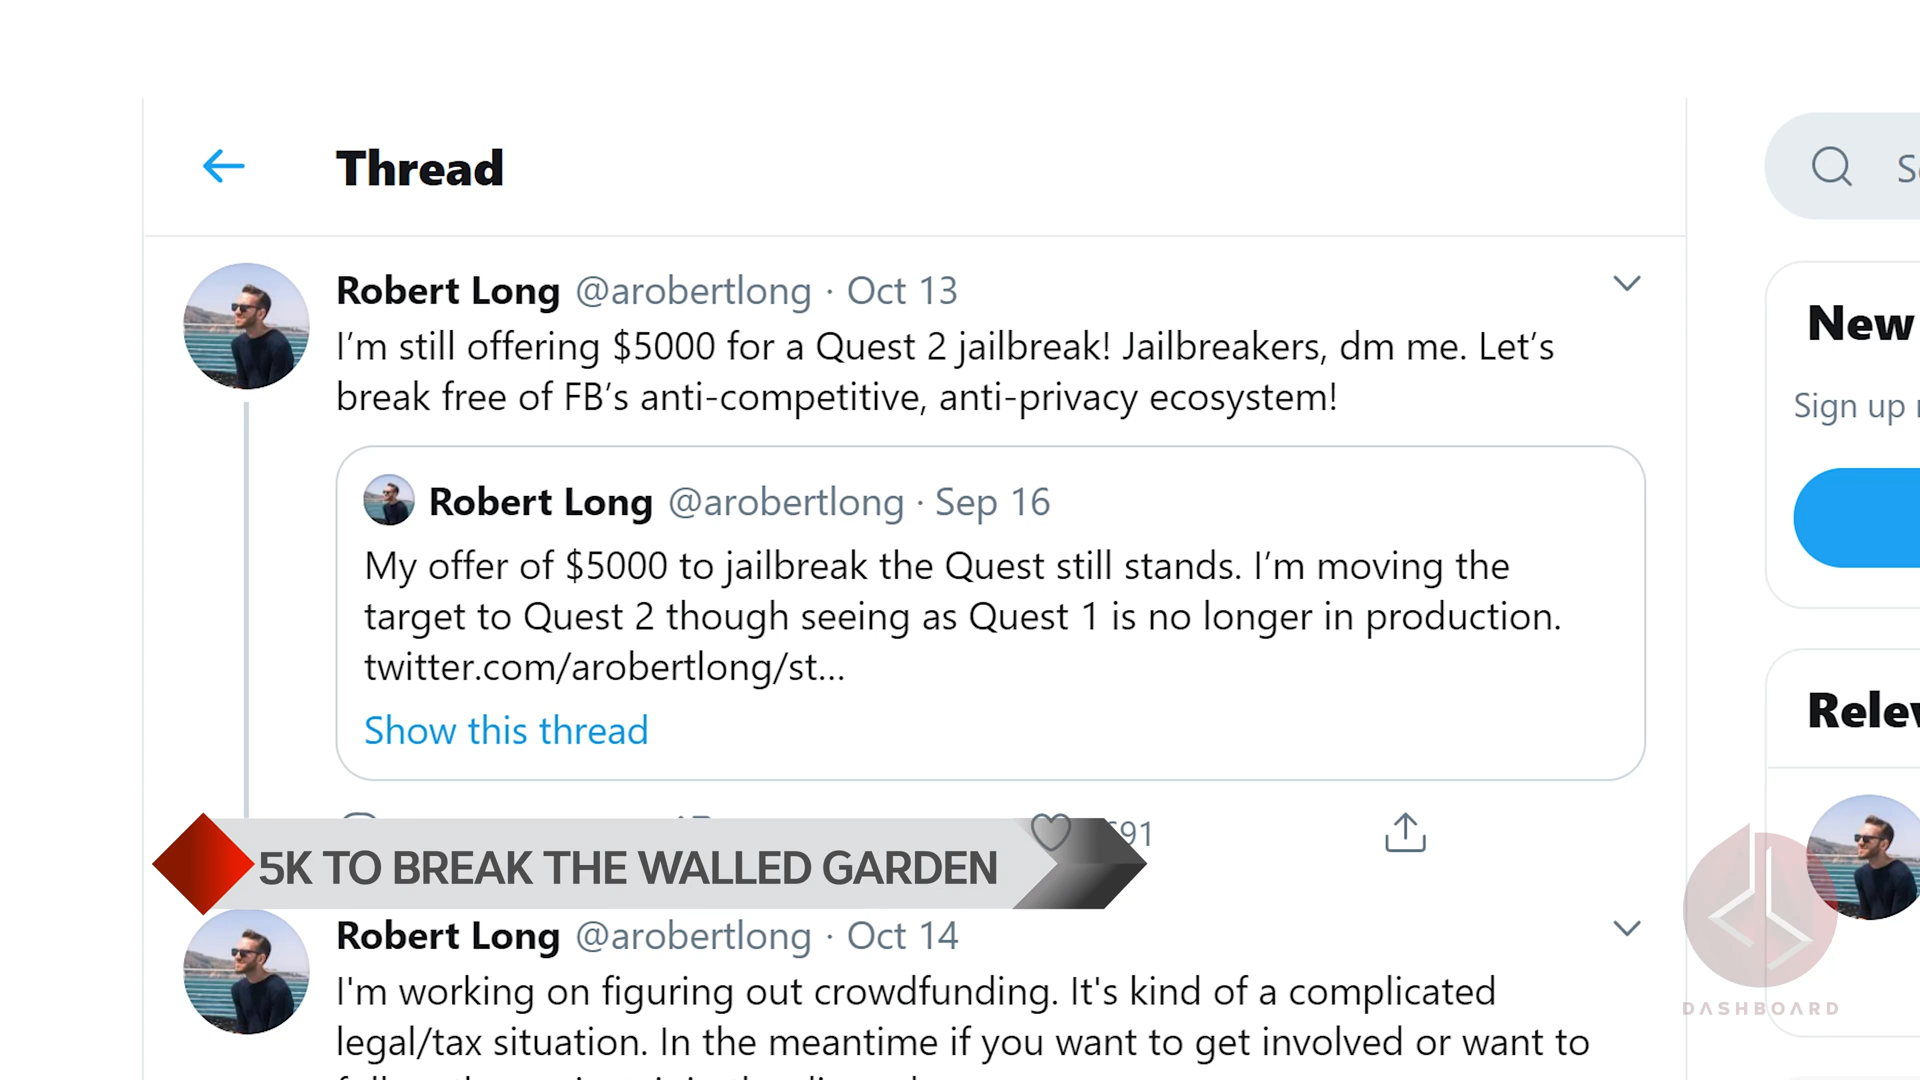 Thread
Robert Long @arobertlong · Oct 13
I’m still offering $5000 for a Quest 2 jailbreak! Jailbreakers, dm me. Let’s
break free of FB’s anti-competitive, anti-privacy ecosystem!
Robert Long @arobertlong · Sep 16
My offer of $5000 to jailbreak the Quest still stands. I’m moving the
target to Quest 2 though seeing as Quest 1 is no longer in production.
twitter.com/arobertlong/st...
Show this thread
5K TO BREAK THE WALLED GARDEN
Robert Long @arobertlong · Oct 14
I'm working on figuring out crowdfunding. It's kind of a complicated
legal/tax situation. In the meantime if you want to get involved or want to
New
Sign up
DASHBOARD